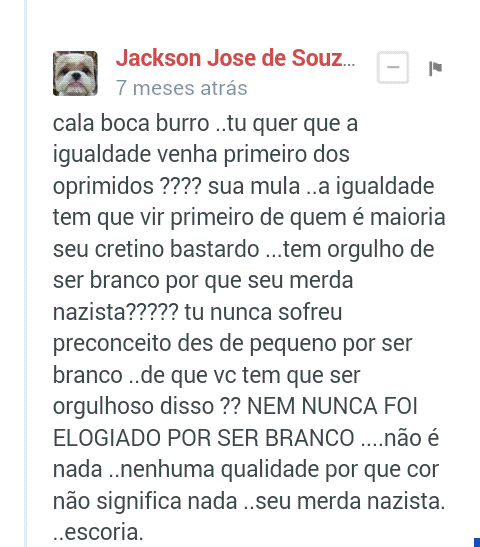 Jackson Jose de Souz...
7 meses atrás
cala boca burro ..tu quer que a
igualdade venha primeiro dos
oprimidos ???? sua mula ..a igualdade
tem que vir primeiro de quem é maioria
seu cretino bastardo ...tem orgulho de
ser branco por que seu merda
nazista????? tu nunca sofreu
preconceito des de pequeno por ser
branco ..de que vc tem que ser
orgulhoso disso ?? NEM NUNCA FOI
ELOGIADO POR SER BRANCO ....não é
nada ..nenhuma qualidade por que cor
não significa nada ..seu merda nazista.
..escoria.